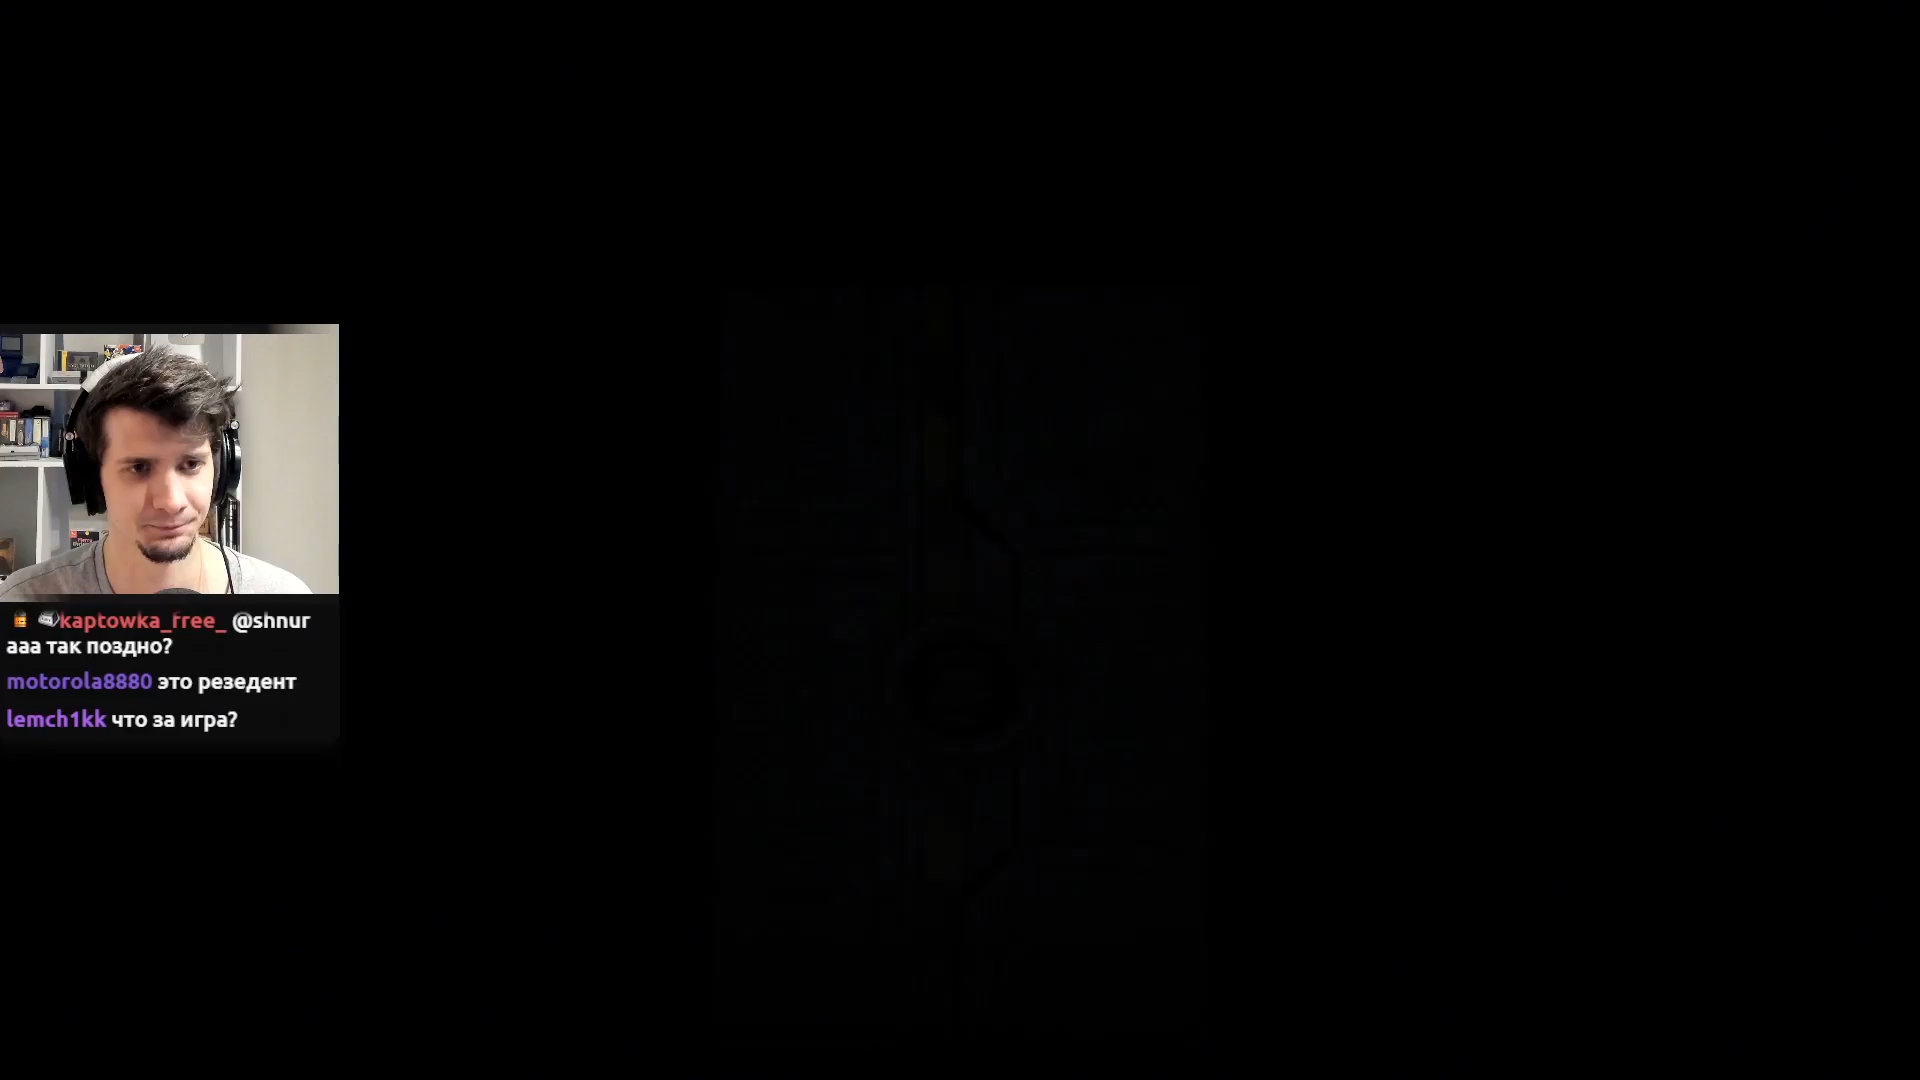 kaptowka_free_ @shnur
ааа так поздно?
motorola8880 это резедент
lemch1kk что за игра?